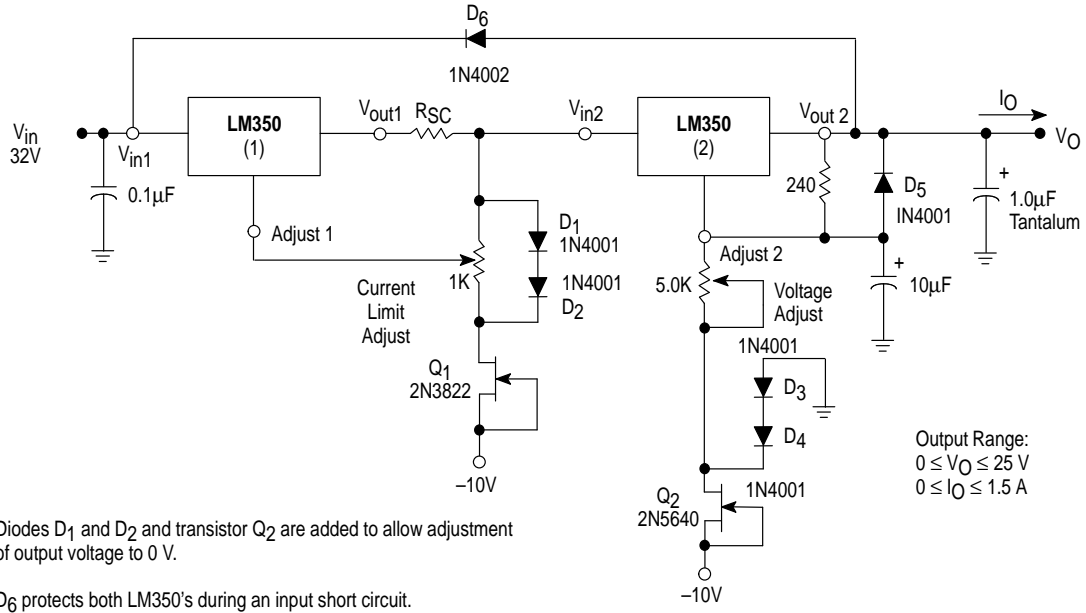 D6
1N4002
Vin
32V
Vin1
0.1µF
LM350
(1)
Vout1
RSC
Vin2
LM350
(2)
Vout 2
IO
VO
240
D5
IN4001
+
1.0µF
Tantalum
Adjust 1
D1
1N4001
1N4001
D2
1K
Current
Limit
Adjust
Adjust 2
5.0K
Voltage
Adjust
+
10µF
1N4001
D3
D4
1N4001
Q1
2N3822
–10V
Q2
2N5640
–10V
Output Range:
0 ≤ VO ≤ 25 V
0 ≤ IO ≤ 1.5 A
Diodes D1 and D2 and transistor Q2 are added to allow adjustment
of output voltage to 0 V.
D6 protects both LM350's during an input short circuit.